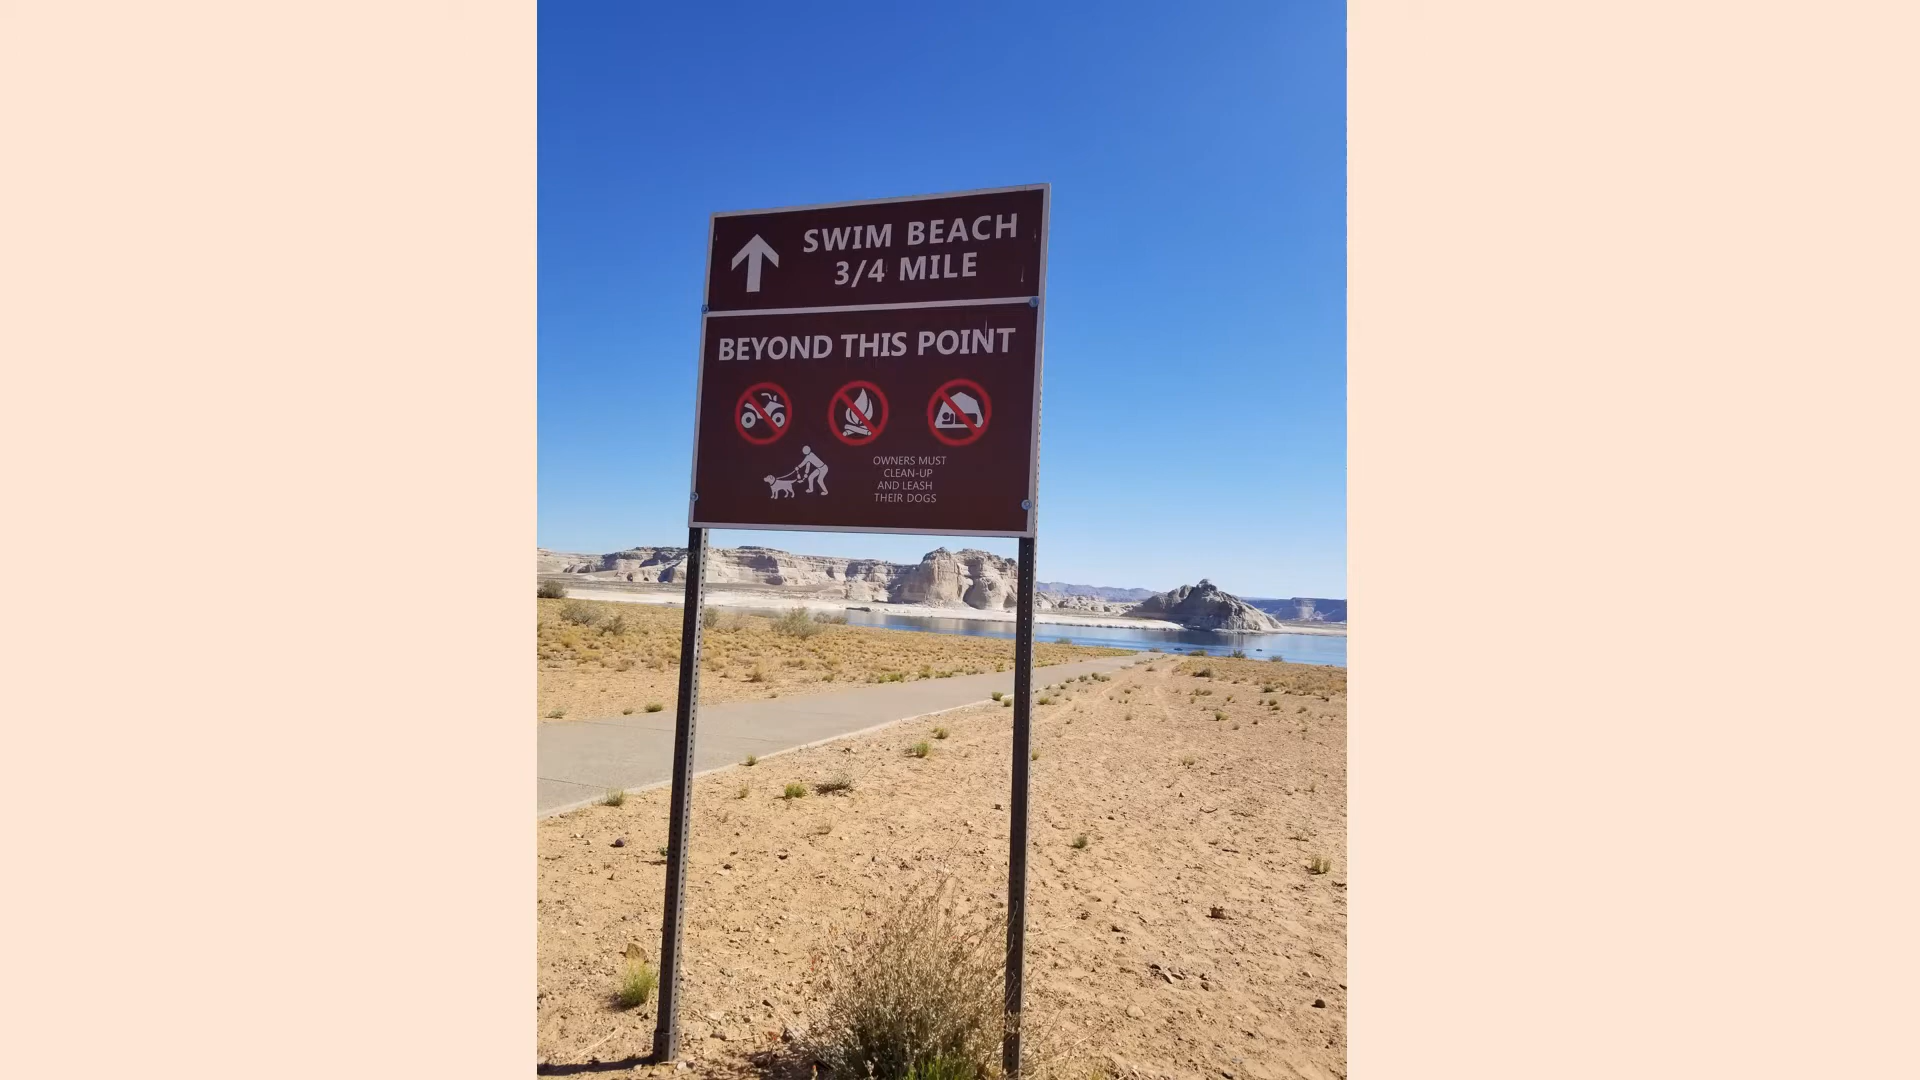 SWIM BEACH
3/4 MILE
BEYOND THIS POINT
OWNERS MUST
CLEAN-UP
AND LEASH
THEIR DOGS